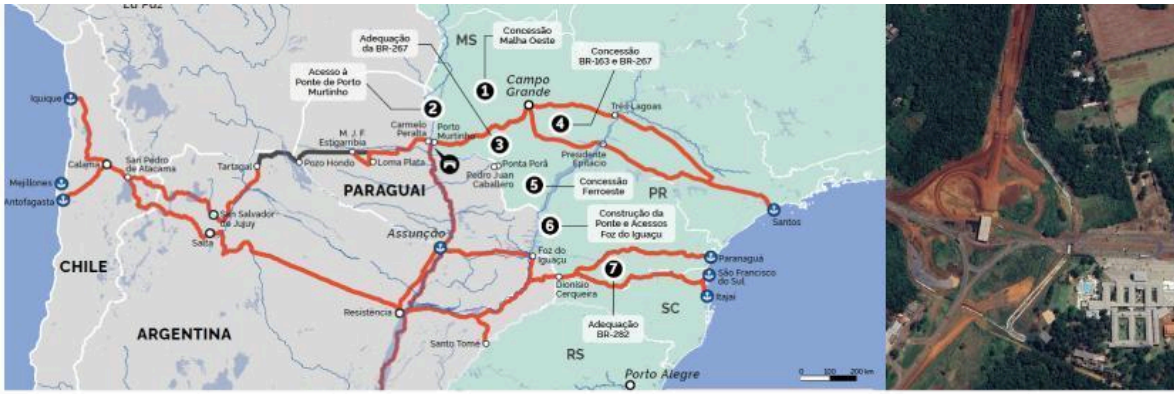 La Paz
MS
Concessão
Malha Oeste
Adequação
da BR-267
Concessão
BR-163 e BR-267
Acesso à
Ponte de Porto
Murtinho
1
Campo
Grande
2
Iquique
Três Lagoas
4
Carmelo
Peralta
Porto
Murtinho
3
M. J. F.
Estigarribia
Calama
San Pedro
de Atacama
Tartagal
Pozo Hondo
Loma Plata
Ponta Porã
Pedro Juan
Caballero
Presidente
Epitácio
Mejillones
Antofagasta
PARAGUAI
5
Concessão
Ferroeste
PR
San Salvador
de Jujuy
Salta
Assunção
6
Construção da
Ponte e Acessos
Foz do Iguaçu
Santos
CHILE
Foz do
Iguaçu
Paranaguá
7
São Francisco
do Sul
Dionísio
Cerqueira
Itajaí
Resistência
SC
ARGENTINA
Adequação
BR-282
Santo Tomé
RS
Porto Alegre
0 100 200 km